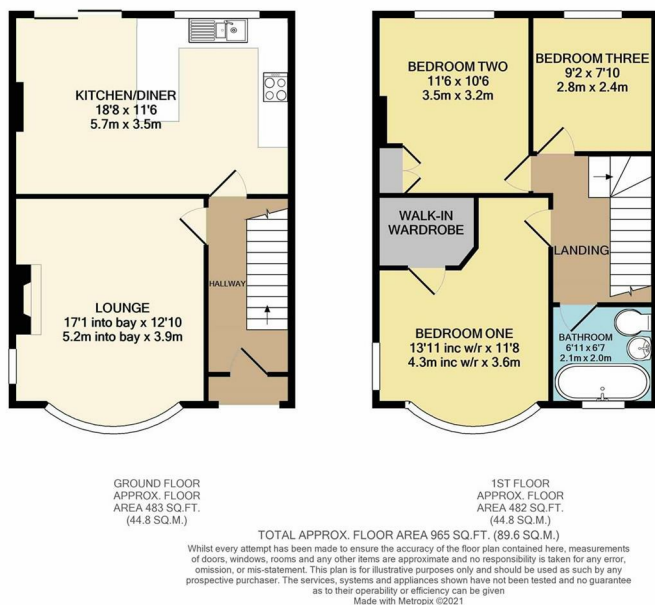 KITCHEN/DINER
18'8 x 11'6
5.7m x 3.5m
LOUNGE
17'1 into bay x 12'10
5.2m into bay x 3.9m
HALLWAY
BEDROOM TWO
11'6 x 10'6
3.5m x 3.2m
BEDROOM THREE
9'2 x 7'10
2.8m x 2.4m
WALK-IN
WARDROBE
LANDING
BEDROOM ONE
13'11 inc w/r x 11'8
4.3m inc w/r x 3.6m
BATHROOM
6'11 x 6'7
2.1m x 2.0m
GROUND FLOOR
APPROX. FLOOR
AREA 483 SQ.FT.
(44.8 SQ.M.)
1ST FLOOR
APPROX. FLOOR
AREA 482 SQ.FT.
(44.8 SQ.M.)
TOTAL APPROX. FLOOR AREA 965 SQ.FT. (89.6 SQ.M.)
Whilst every attempt has been made to ensure the accuracy of the floor plan contained here, measurements
of doors, windows, rooms and any other items are approximate and no responsibility is taken for any error,
omission, or mis-statement. This plan is for illustrative purposes only and should be used as such by any
prospective purchaser. The services, systems and appliances shown have not been tested and no guarantee
as to their operability or efficiency can be given
Made with Metropix ©2021